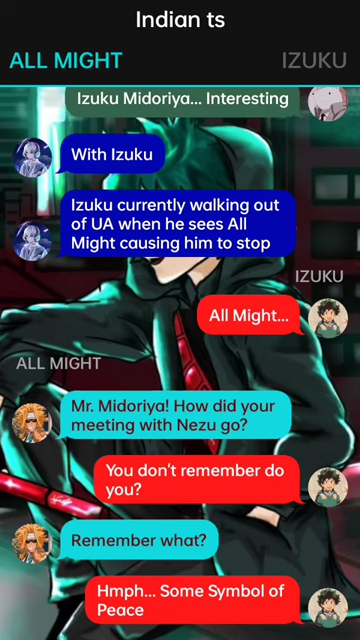 Indian ts
ALL MIGHT
IZUKU
Izuku Midoriya... Interesting
With Izuku
Izuku currently walking out
of UA when he sees All
Might causing him to stop
IZUKU
All Might...
ALL MIGHT
Mr. Midoriya! How did your
meeting with Nezu go?
You don't remember do
you?
Remember what?
Hmph... Some Symbol of
Peace